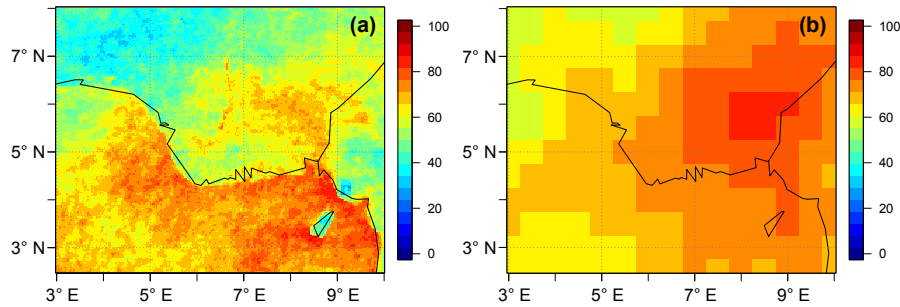 (a) (b)
7° N 100 7° N 100
80 80
5° N 60 5° N 60
40 40
3° N 20 3° N 20
0 0
3° E 5° E 7° E 9° E 3° E 5° E 7° E 9° E